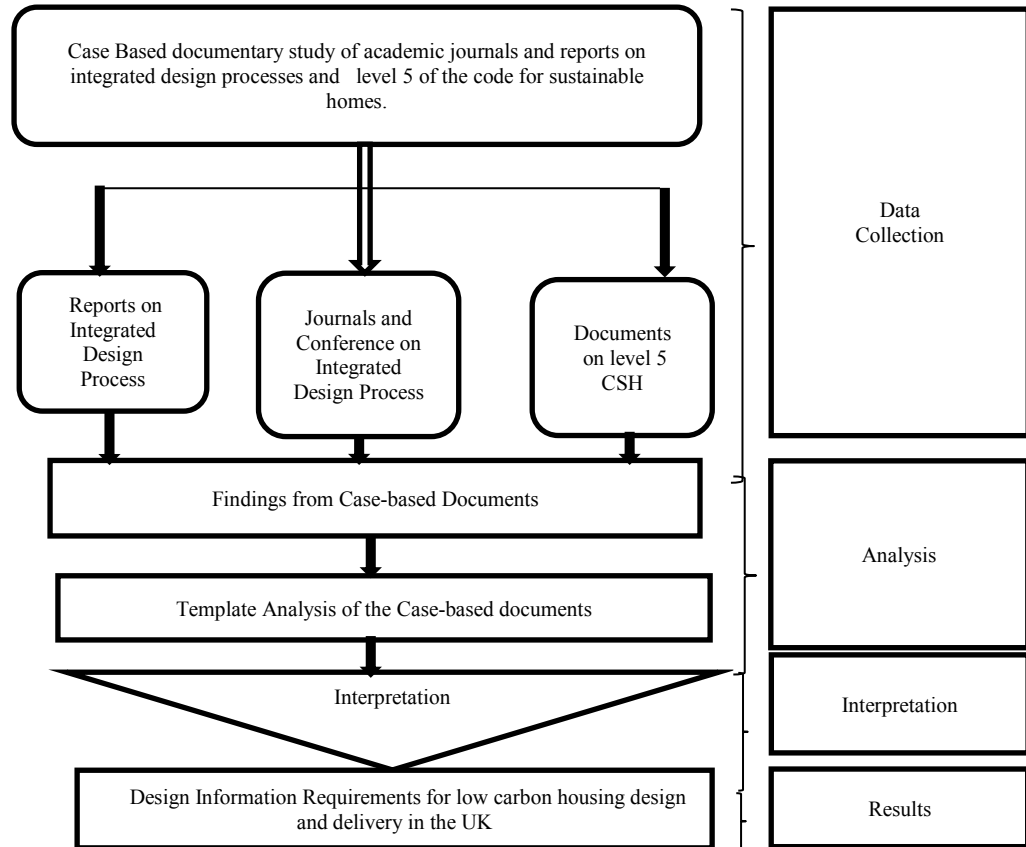 Case Based documentary study of academic journals and reports on
integrated design processes and level 5 of the code for sustainable
homes.
Data
Collection
Reports on
Integrated
Design
Process
Journals and
Conference on
Integrated
Design Process
Documents
on level 5
CSH
Findings from Case-based Documents
Analysis
Template Analysis of the Case-based documents
Interpretation
Interpretation
Design Information Requirements for low carbon housing design
and delivery in the UK
Results